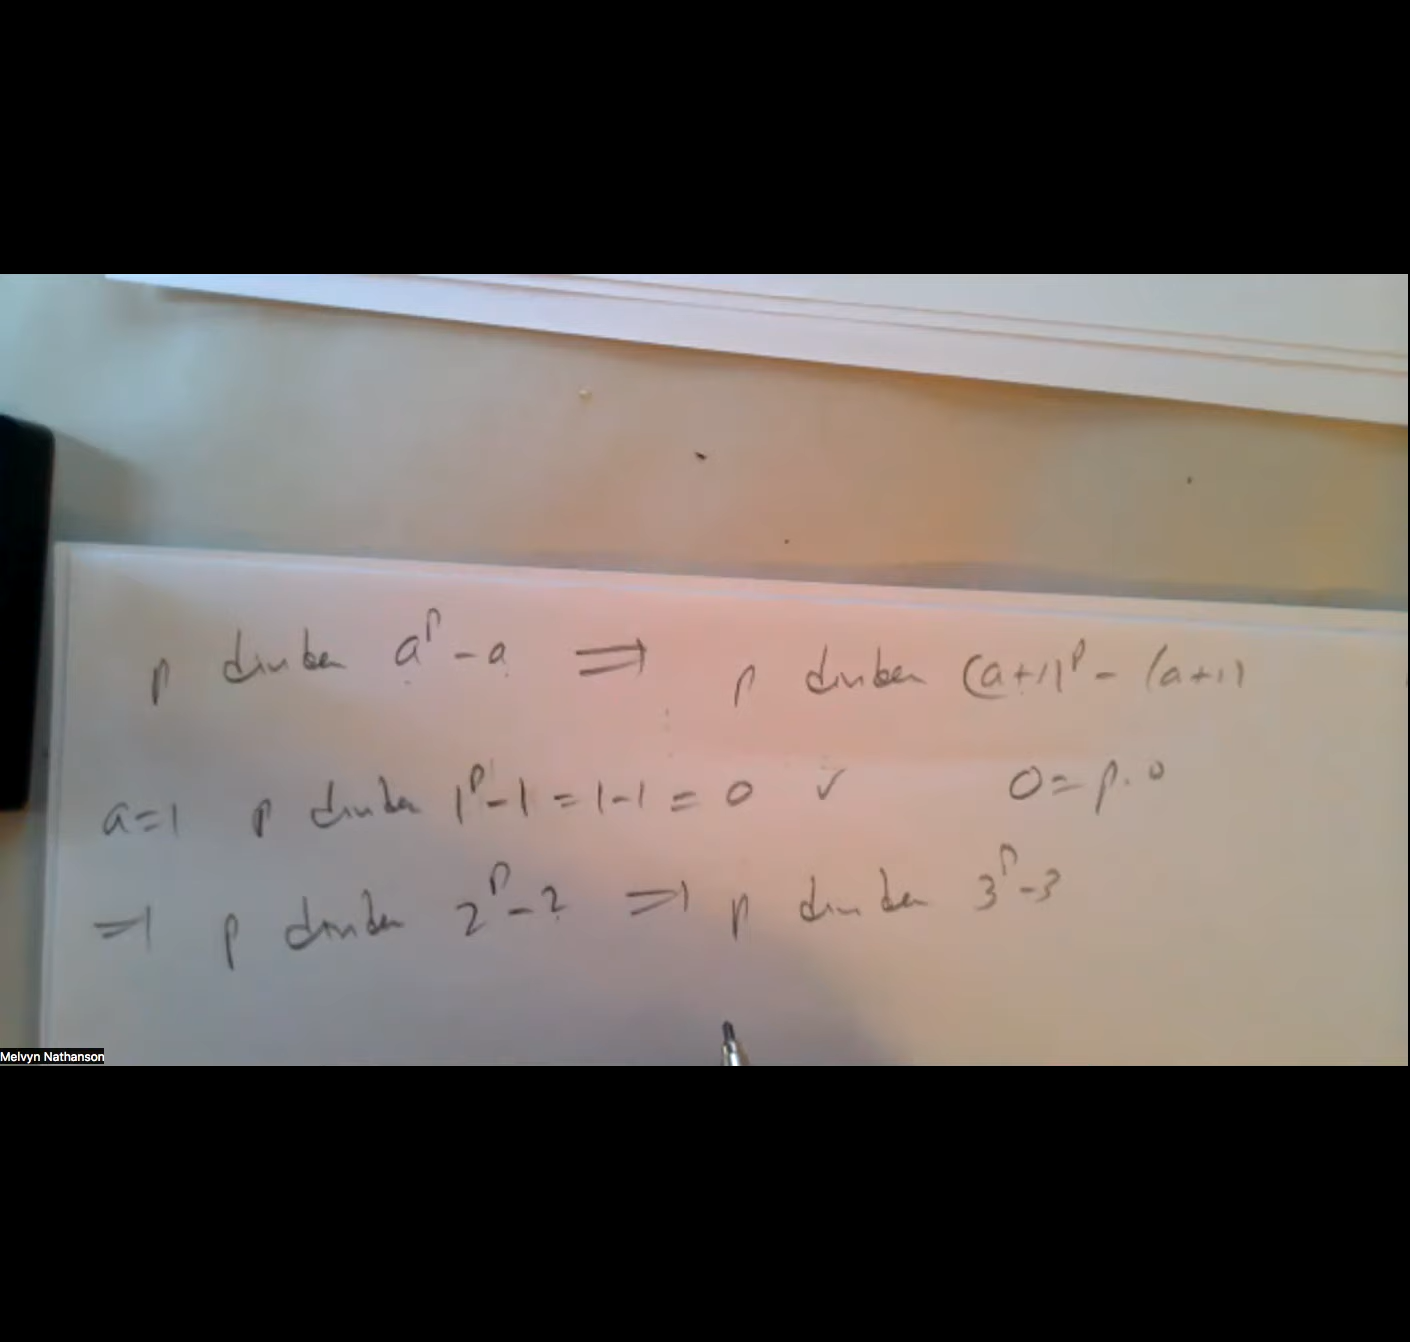 p divides a^p - a ⇒ p divides (a+1)^p - (a+1)
a=1 p divides 1^p - 1 = 1-1 = 0 ✓ 0 = p·0
⇒ p divides 2^p - 2 ⇒ p divides 3^p - 3
Melvyn Nathanson